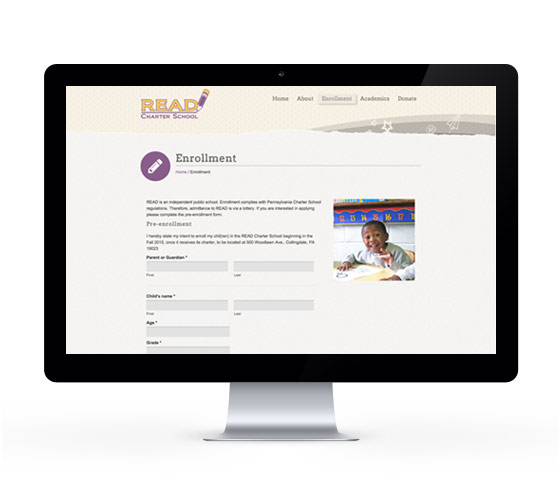 READ
CHARTER SCHOOL
Home About Enrollment Academics Donate
Enrollment
Home / Enrollment
READ is an independent public school. Enrollment complies with Pennsylvania Charter School
regulations. Therefore, admittance to READ is via a lottery. If you are interested in applying
please complete the pre-enrollment form.
Pre-enrollment
I hereby state my intent to enroll my child(ren) in the READ Charter School beginning in the
Fall 2015, once it receives its charter, to be located at 500 Woodlawn Ave., Collingdale, PA
19023
Parent or Guardian *
First Last
Child's name *
First Last
Age *
Grade *